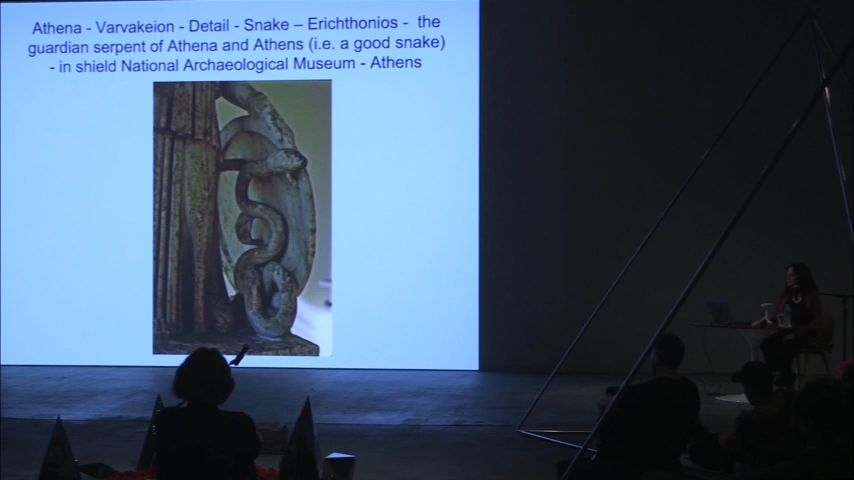 Athena - Varvakeion - Detail - Snake – Erichthonios - the
guardian serpent of Athena and Athens (i.e. a good snake)
- in shield National Archaeological Museum - Athens